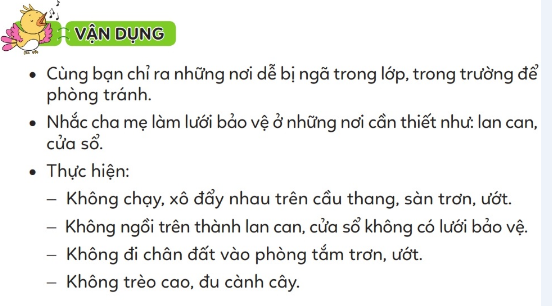 VẬN DỤNG
• Cùng bạn chỉ ra những nơi dễ bị ngã trong lớp, trong trường để
phòng tránh.
• Nhắc cha mẹ làm lưới bảo vệ ở những nơi cần thiết như: lan can,
cửa sổ.
• Thực hiện:
– Không chạy, xô đẩy nhau trên cầu thang, sàn trơn, ướt.
– Không ngồi trên thành lan can, cửa sổ không có lưới bảo vệ.
– Không đi chân đất vào phòng tắm trơn, ướt.
– Không trèo cao, đu cành cây.